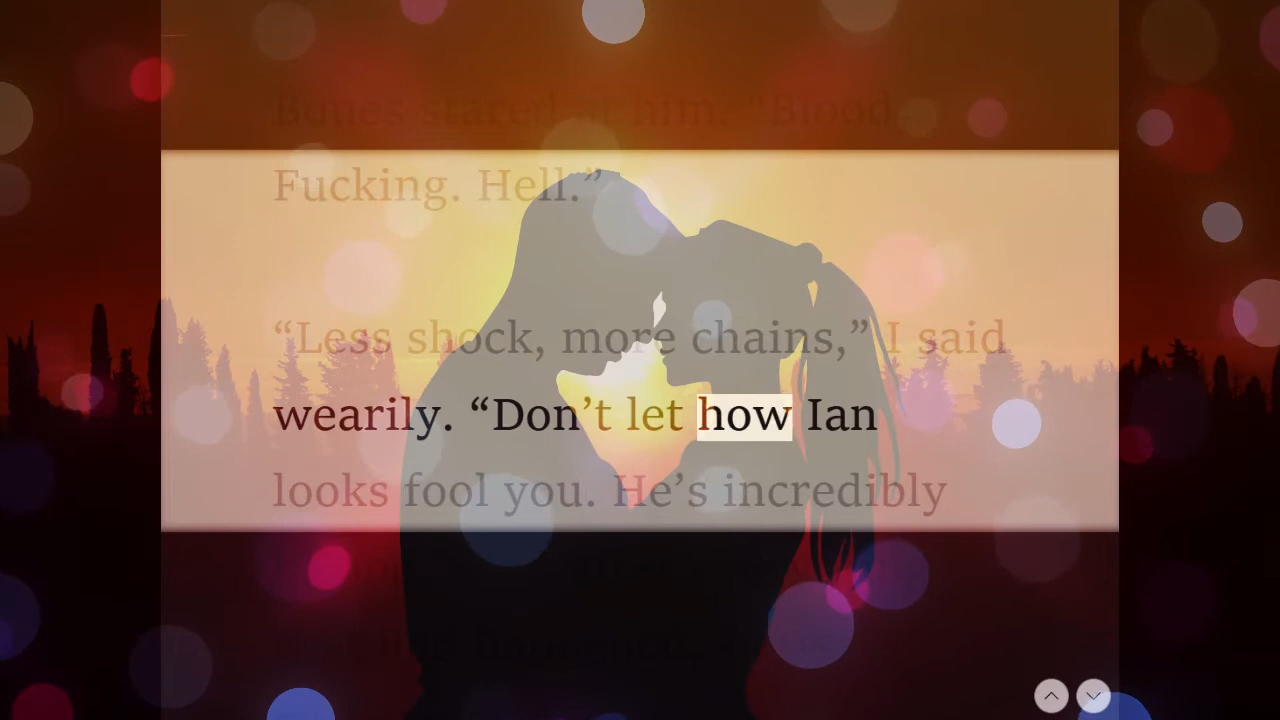 Bones stared at him. “Blood
Fucking. Hell.”
“Less shock, more chains,” I said
wearily. “Don’t let how Ian
looks fool you. He’s incredibly